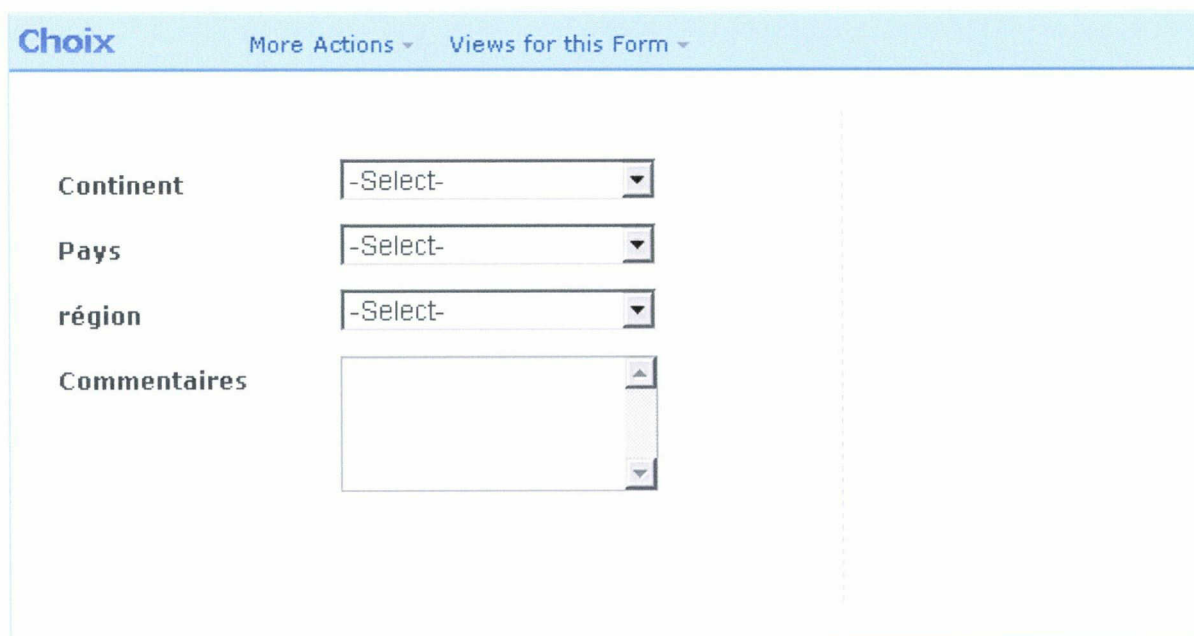 Choix More Actions Views for this Form
Continent -Select-
Pays -Select-
région -Select-
Commentaires